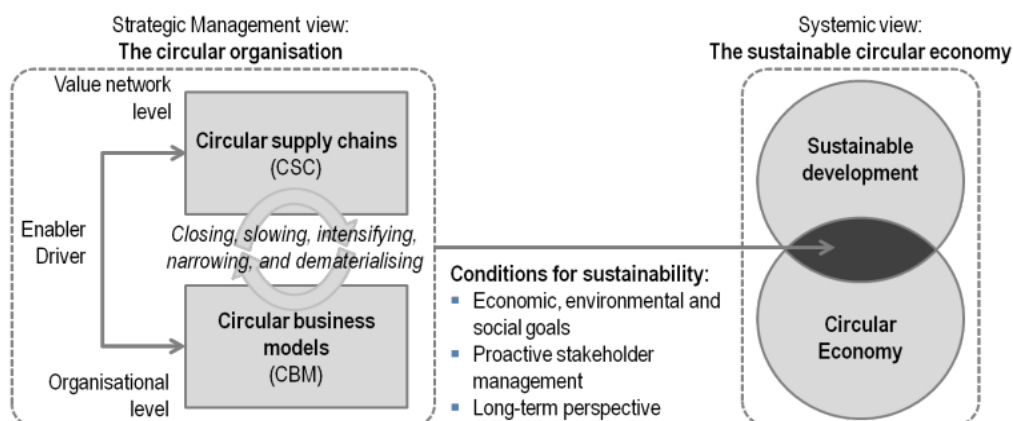 Strategic Management view:
The circular organisation
Value network
level
Circular supply chains
(CSC)
Enabler
Driver
Closing, slowing, intensifying,
narrowing, and dematerialising
Circular business
models
(CBM)
Organisational
level
Conditions for sustainability:
▪ Economic, environmental and
social goals
▪ Proactive stakeholder
management
▪ Long-term perspective
Systemic view:
The sustainable circular economy
Sustainable
development
Circular
Economy